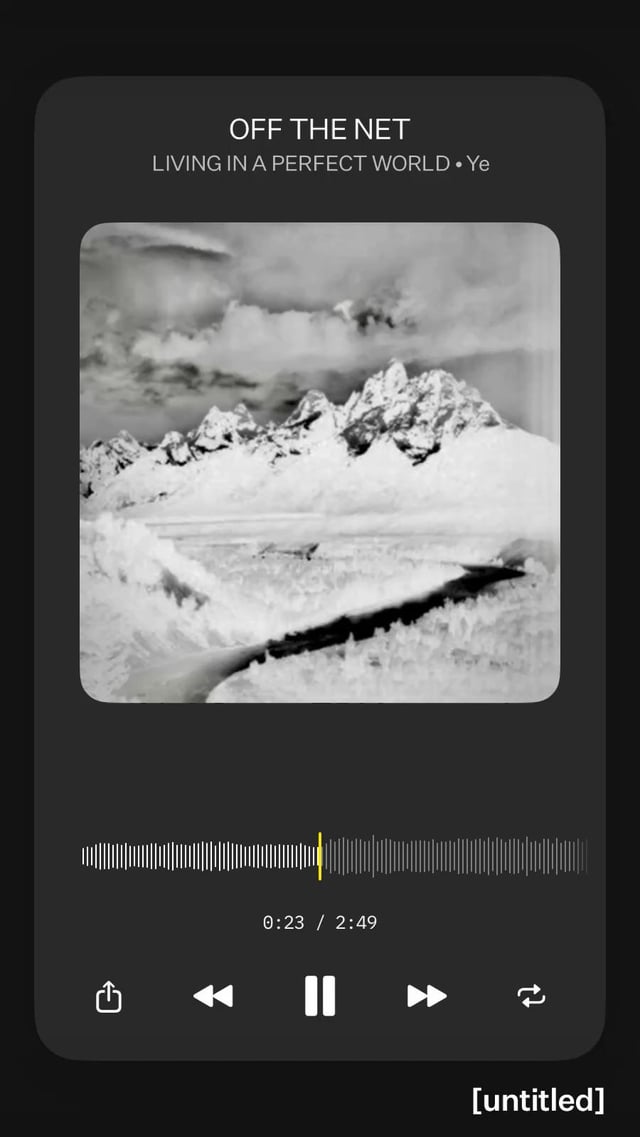 OFF THE NET
LIVING IN A PERFECT WORLD • Ye
0:23 / 2:49
[untitled]